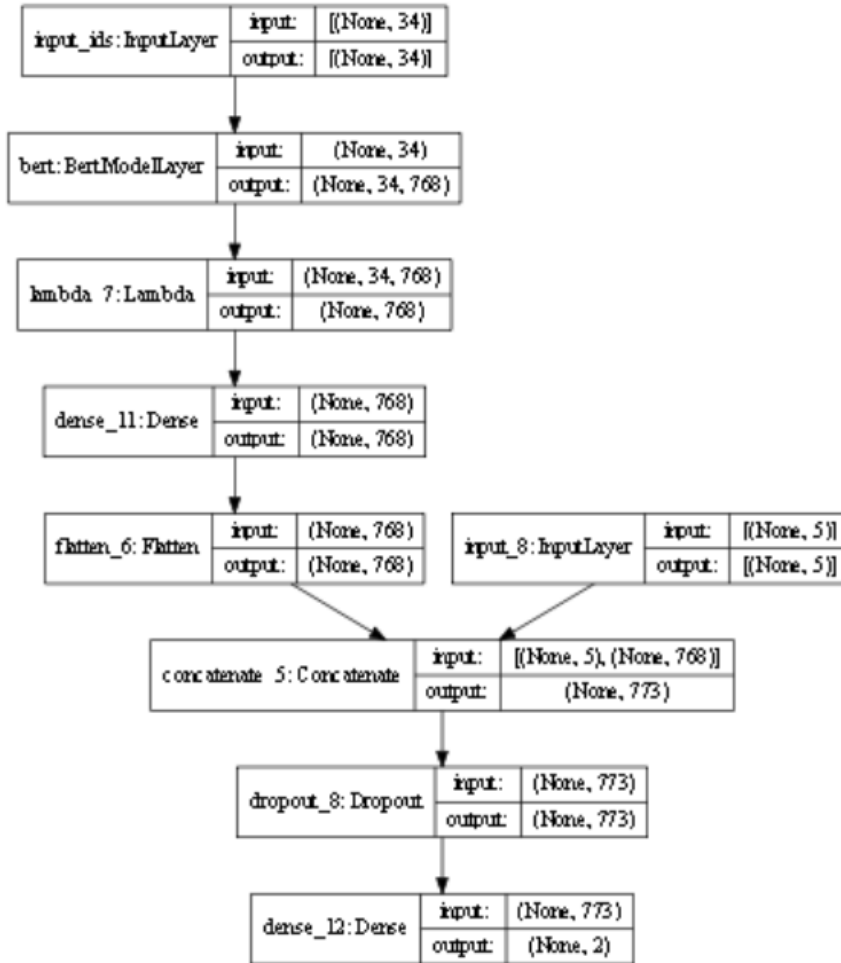 input_ids: InputLayer
input: [(None, 34)]
output: [(None, 34)]
bert: BertModelLayer
input: (None, 34)
output: (None, 34, 768)
lambda_7: Lambda
input: (None, 34, 768)
output: (None, 768)
dense_11: Dense
input: (None, 768)
output: (None, 768)
flatten_6: Flatten
input: (None, 768)
output: (None, 768)
input_8: InputLayer
input: [(None, 5)]
output: [(None, 5)]
concatenate_5: Concatenate
input: [(None, 5), (None, 768)]
output: (None, 773)
dropout_8: Dropout
input: (None, 773)
output: (None, 773)
dense_12: Dense
input: (None, 773)
output: (None, 2)